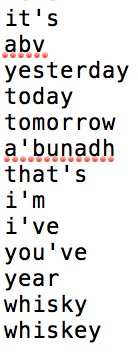 it's
abv
yesterday
today
tomorrow
a'bunadh
that's
i'm
i've
you've
year
whisky
whiskey